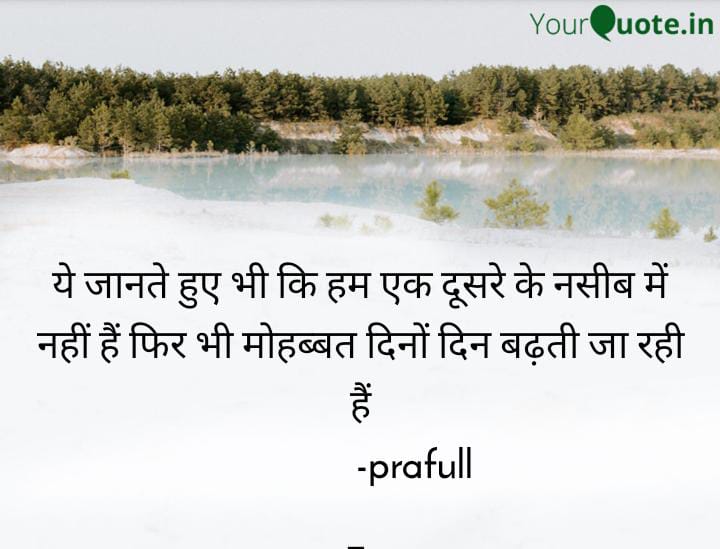 YourQuote.in
ये जानते हुए भी कि हम एक दूसरे के नसीब में
नहीं हैं फिर भी मोहब्बत दिनों दिन बढ़ती जा रही
हैं
-prafull
_